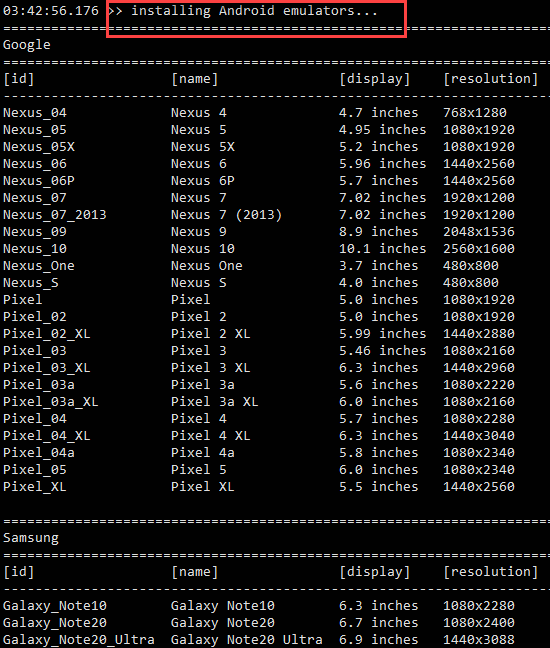 03:42:56.176 >> installing Android emulators...
====================================================================
Google
====================================================================
[id] [name] [display] [resolution]
--------------------------------------------------------------------
Nexus_04 Nexus 4 4.7 inches 768x1280
Nexus_05 Nexus 5 4.95 inches 1080x1920
Nexus_05X Nexus 5X 5.2 inches 1080x1920
Nexus_06 Nexus 6 5.96 inches 1440x2560
Nexus_06P Nexus 6P 5.7 inches 1440x2560
Nexus_07 Nexus 7 7.02 inches 1920x1200
Nexus_07_2013 Nexus 7 (2013) 7.02 inches 1920x1200
Nexus_09 Nexus 9 8.9 inches 2048x1536
Nexus_10 Nexus 10 10.1 inches 2560x1600
Nexus_One Nexus One 3.7 inches 480x800
Nexus_S Nexus S 4.0 inches 480x800
Pixel Pixel 5.0 inches 1080x1920
Pixel_02 Pixel 2 5.0 inches 1080x1920
Pixel_02_XL Pixel 2 XL 5.99 inches 1440x2880
Pixel_03 Pixel 3 5.46 inches 1080x2160
Pixel_03_XL Pixel 3 XL 6.3 inches 1440x2960
Pixel_03a Pixel 3a 5.6 inches 1080x2220
Pixel_03a_XL Pixel 3a XL 6.0 inches 1080x2160
Pixel_04 Pixel 4 5.7 inches 1080x2280
Pixel_04_XL Pixel 4 XL 6.3 inches 1440x3040
Pixel_04a Pixel 4a 5.8 inches 1080x2340
Pixel_05 Pixel 5 6.0 inches 1080x2340
Pixel_XL Pixel XL 5.5 inches 1440x2560
====================================================================
Samsung
====================================================================
[id] [name] [display] [resolution]
--------------------------------------------------------------------
Galaxy_Note10 Galaxy Note10 6.3 inches 1080x2280
Galaxy_Note20 Galaxy Note20 6.7 inches 1080x2400
Galaxy_Note20_Ultra Galaxy Note20 Ultra 6.9 inches 1440x3088